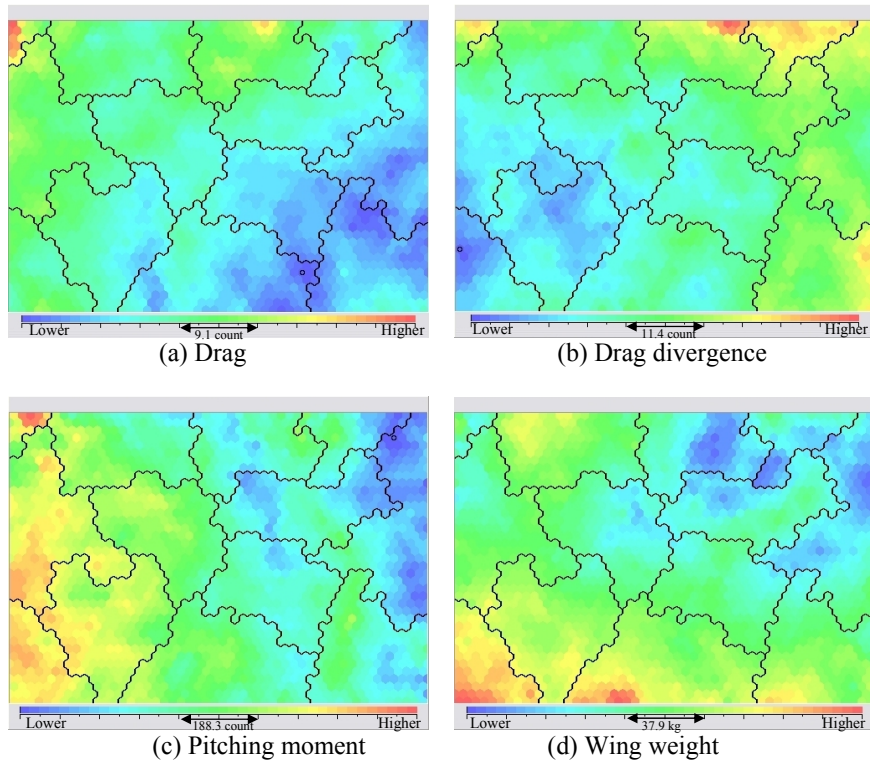 Lower 9.1 count Higher
(a) Drag
Lower 11.4 count Higher
(b) Drag divergence
Lower 188.3 count Higher
(c) Pitching moment
Lower 37.9 kg Higher
(d) Wing weight